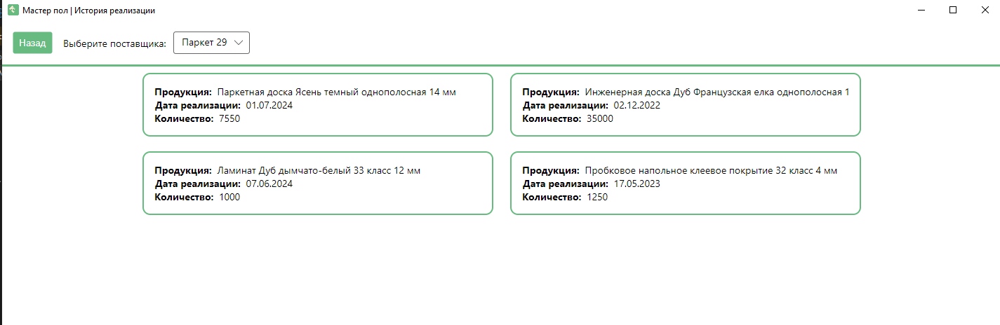 Мастер пол | История реализации
Назад
Выберите поставщика:
Паркет 29
Продукция: Паркетная доска Ясень темный однополосная 14 мм
Дата реализации: 01.07.2024
Количество: 7550
Продукция: Инженерная доска Дуб Французская елка однополосная 1
Дата реализации: 02.12.2022
Количество: 35000
Продукция: Ламинат Дуб дымчато-белый 33 класс 12 мм
Дата реализации: 07.06.2024
Количество: 1000
Продукция: Пробковое напольное клеевое покрытие 32 класс 4 мм
Дата реализации: 17.05.2023
Количество: 1250